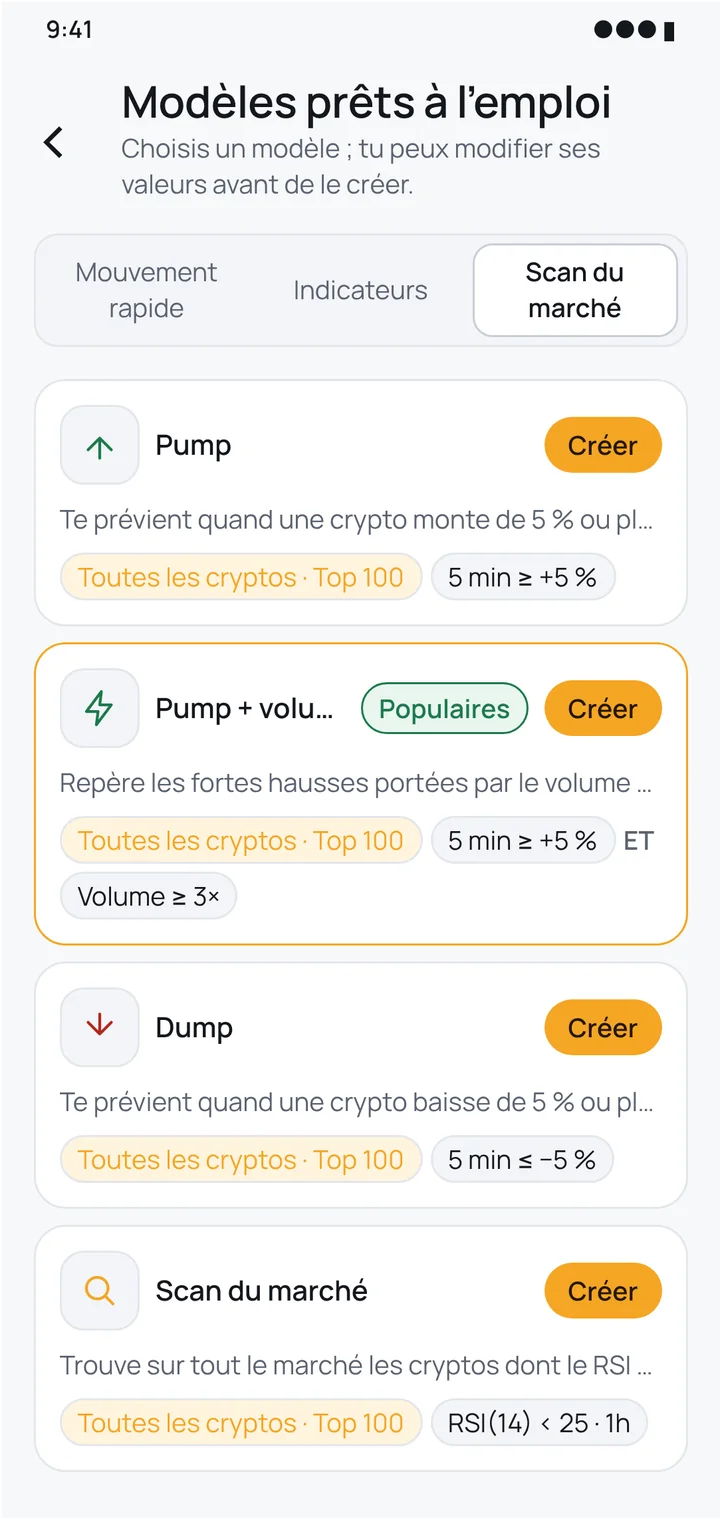 9:41
Modèles prêts à l’emploi
Choisis un modèle ; tu peux modifier ses
valeurs avant de le créer.
Mouvement
rapide
Indicateurs
Scan du
marché
Pump
Créer
Te prévient quand une crypto monte de 5 % ou pl...
Toutes les cryptos · Top 100
5 min ≥ +5 %
Pump + volu...
Populaires
Créer
Repère les fortes hausses portées par le volume ...
Toutes les cryptos · Top 100
5 min ≥ +5 %
ET
Volume ≥ 3×
Dump
Créer
Te prévient quand une crypto baisse de 5 % ou pl...
Toutes les cryptos · Top 100
5 min ≤ −5 %
Scan du marché
Créer
Trouve sur tout le marché les cryptos dont le RSI ...
Toutes les cryptos · Top 100
RSI(14) < 25 · 1h